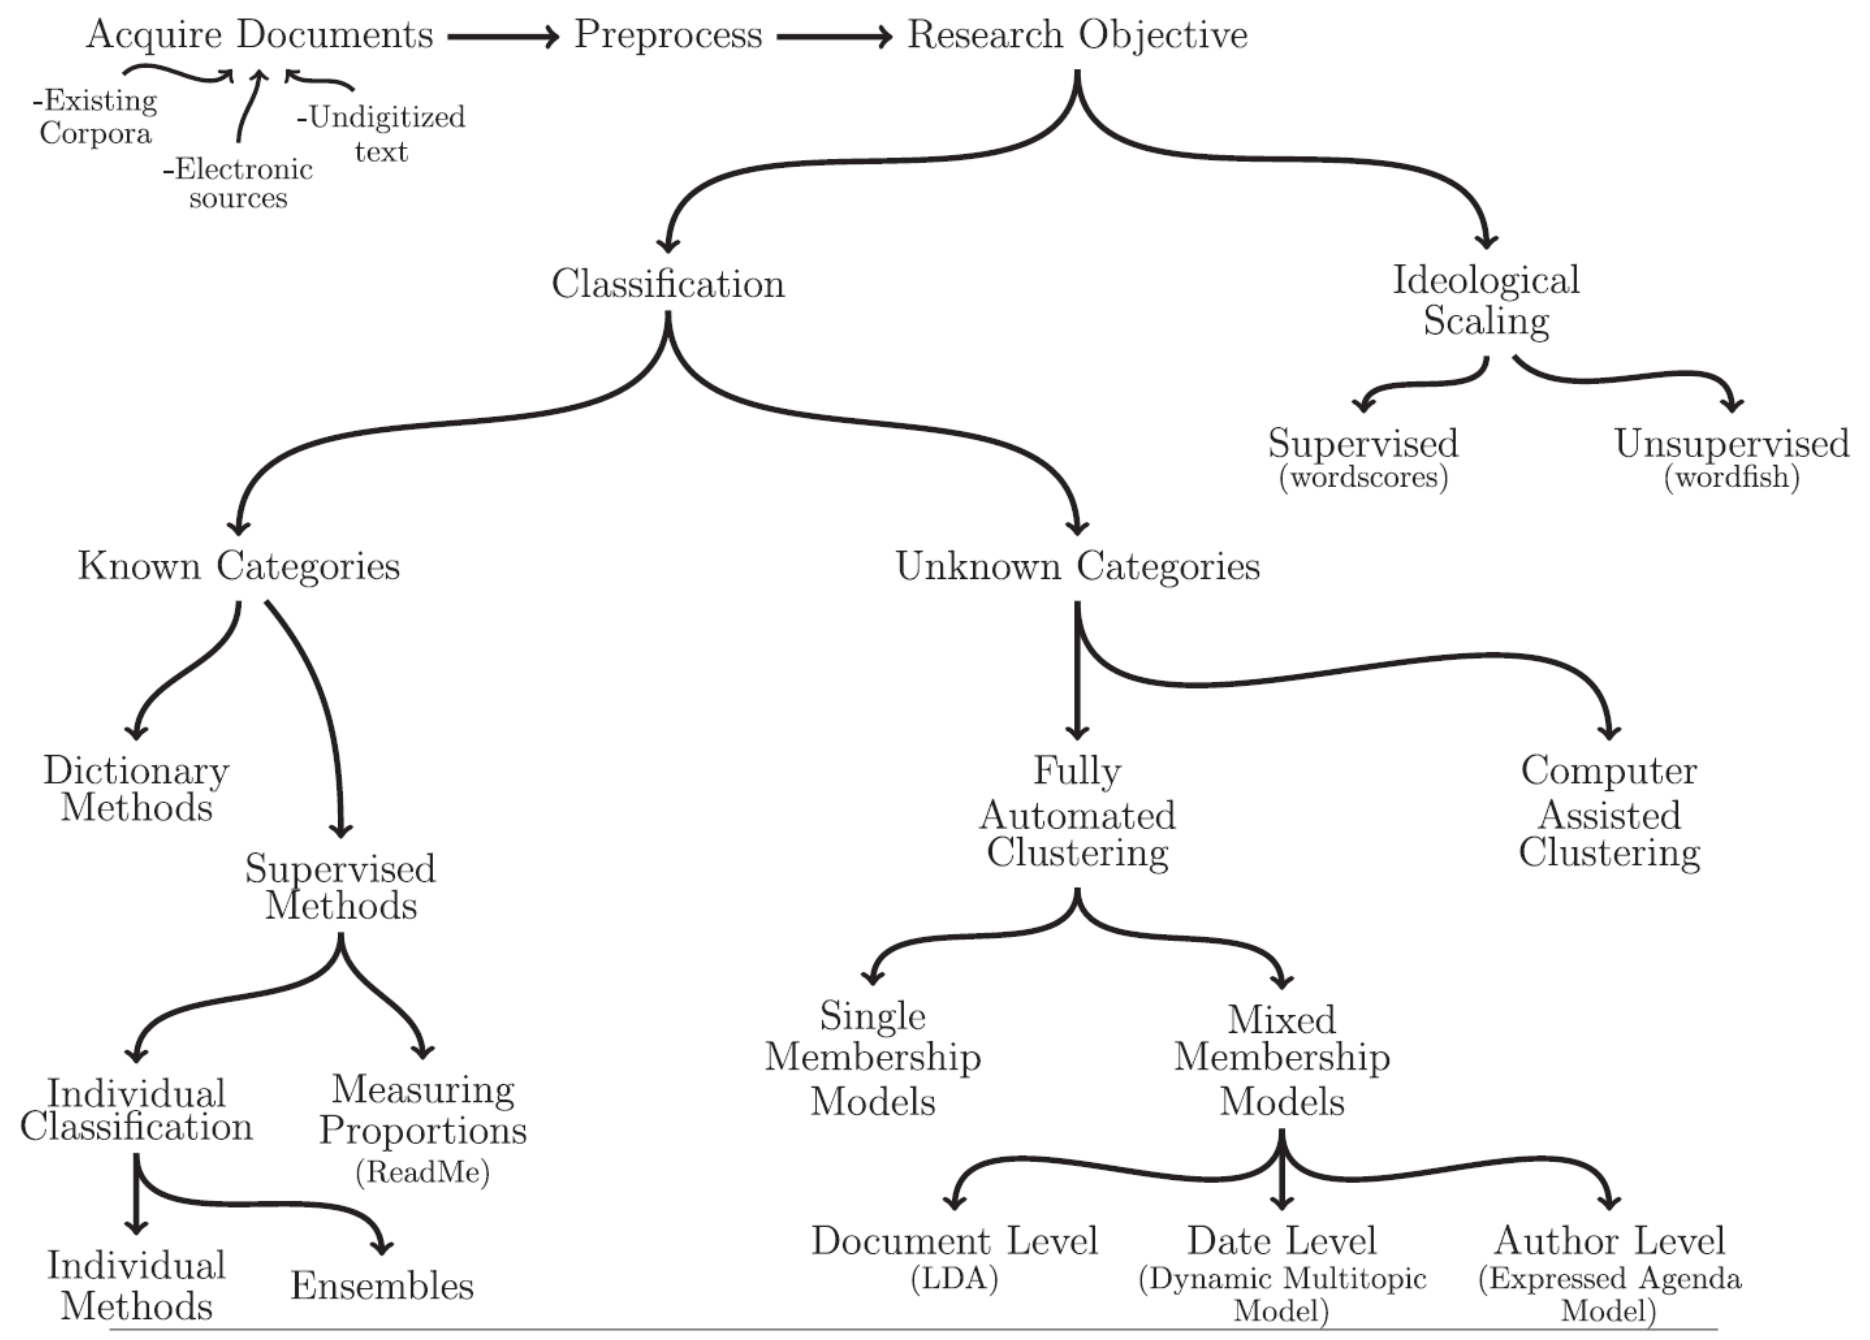 Acquire Documents
Preprocess
Research Objective
-Existing
Corpora
-Electronic
sources
-Undigitized
text
Classification
Ideological
Scaling
Supervised
(wordscores)
Unsupervised
(wordfish)
Known Categories
Unknown Categories
Dictionary
Methods
Supervised
Methods
Fully
Automated
Clustering
Computer
Assisted
Clustering
Individual
Classification
Measuring
Proportions
(ReadMe)
Single
Membership
Models
Mixed
Membership
Models
Individual
Methods
Ensembles
Document Level
(LDA)
Date Level
(Dynamic Multitopic
Model)
Author Level
(Expressed Agenda
Model)